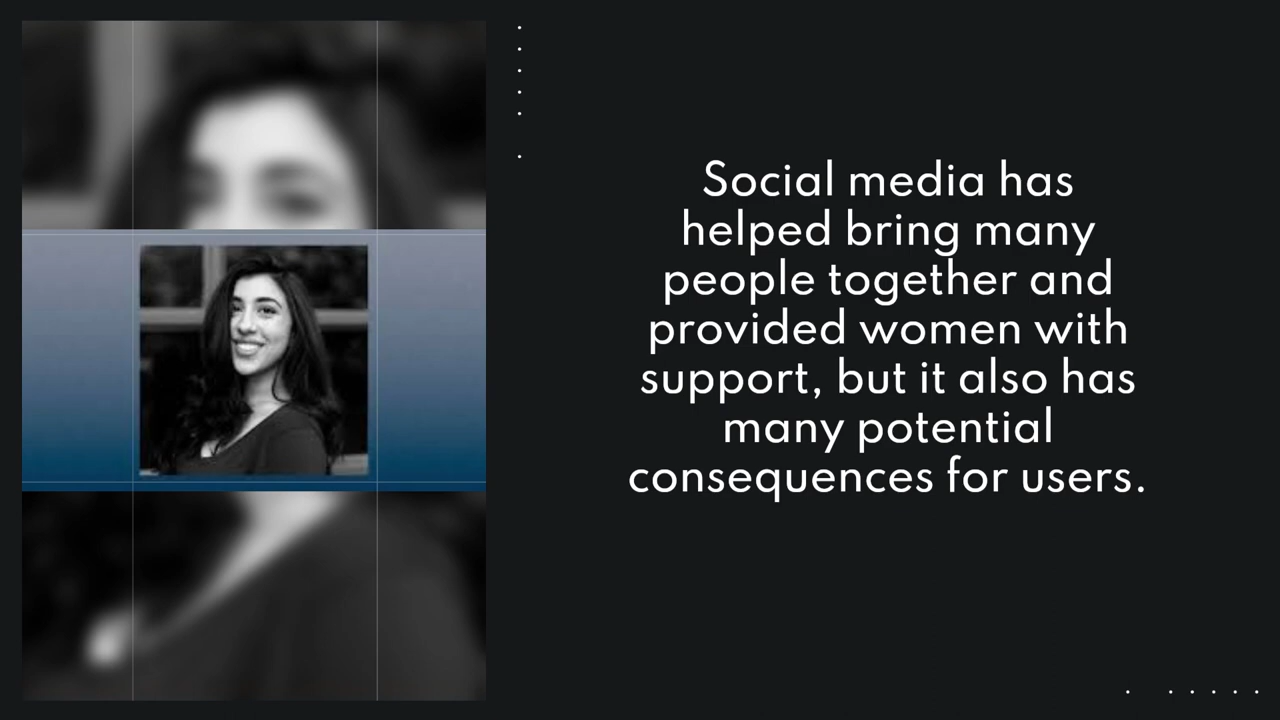 Social media has
helped bring many
people together and
provided women with
support, but it also has
many potential
consequences for users.